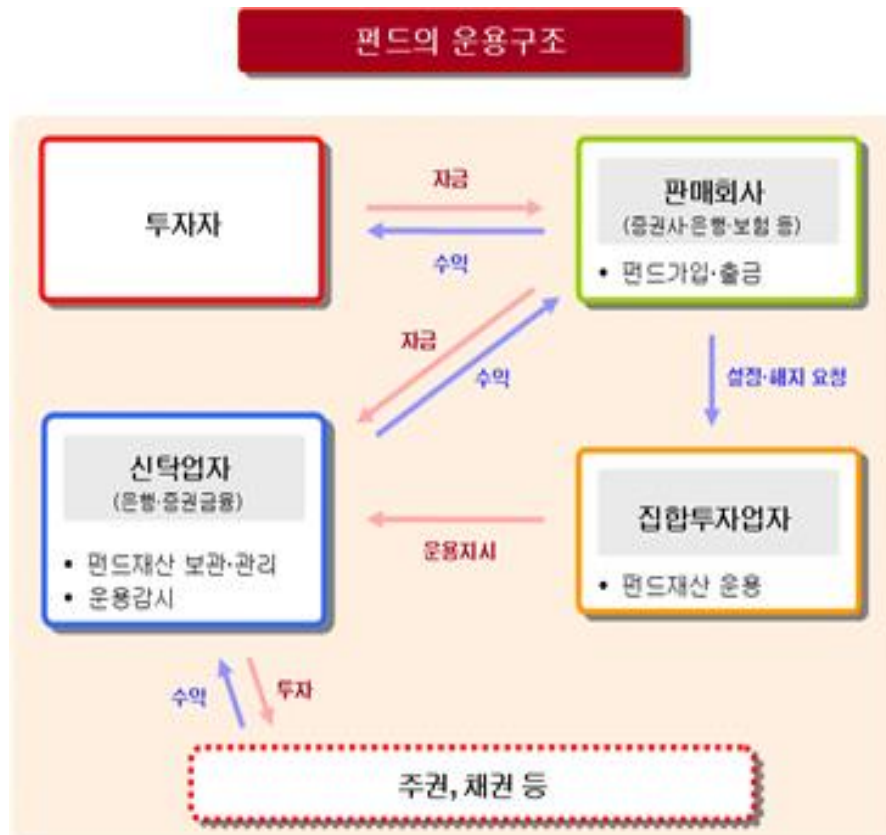 펀드의 운용구조
투자자
자금
수익
판매회사
(증권사·은행·보험 등)
• 펀드가입·출금
자금
수익
설정·해지 요청
신탁업자
(은행·증권금융)
• 펀드재산 보관·관리
• 운용감시
운용지시
집합투자업자
• 펀드재산 운용
수익
투자
주권, 채권 등